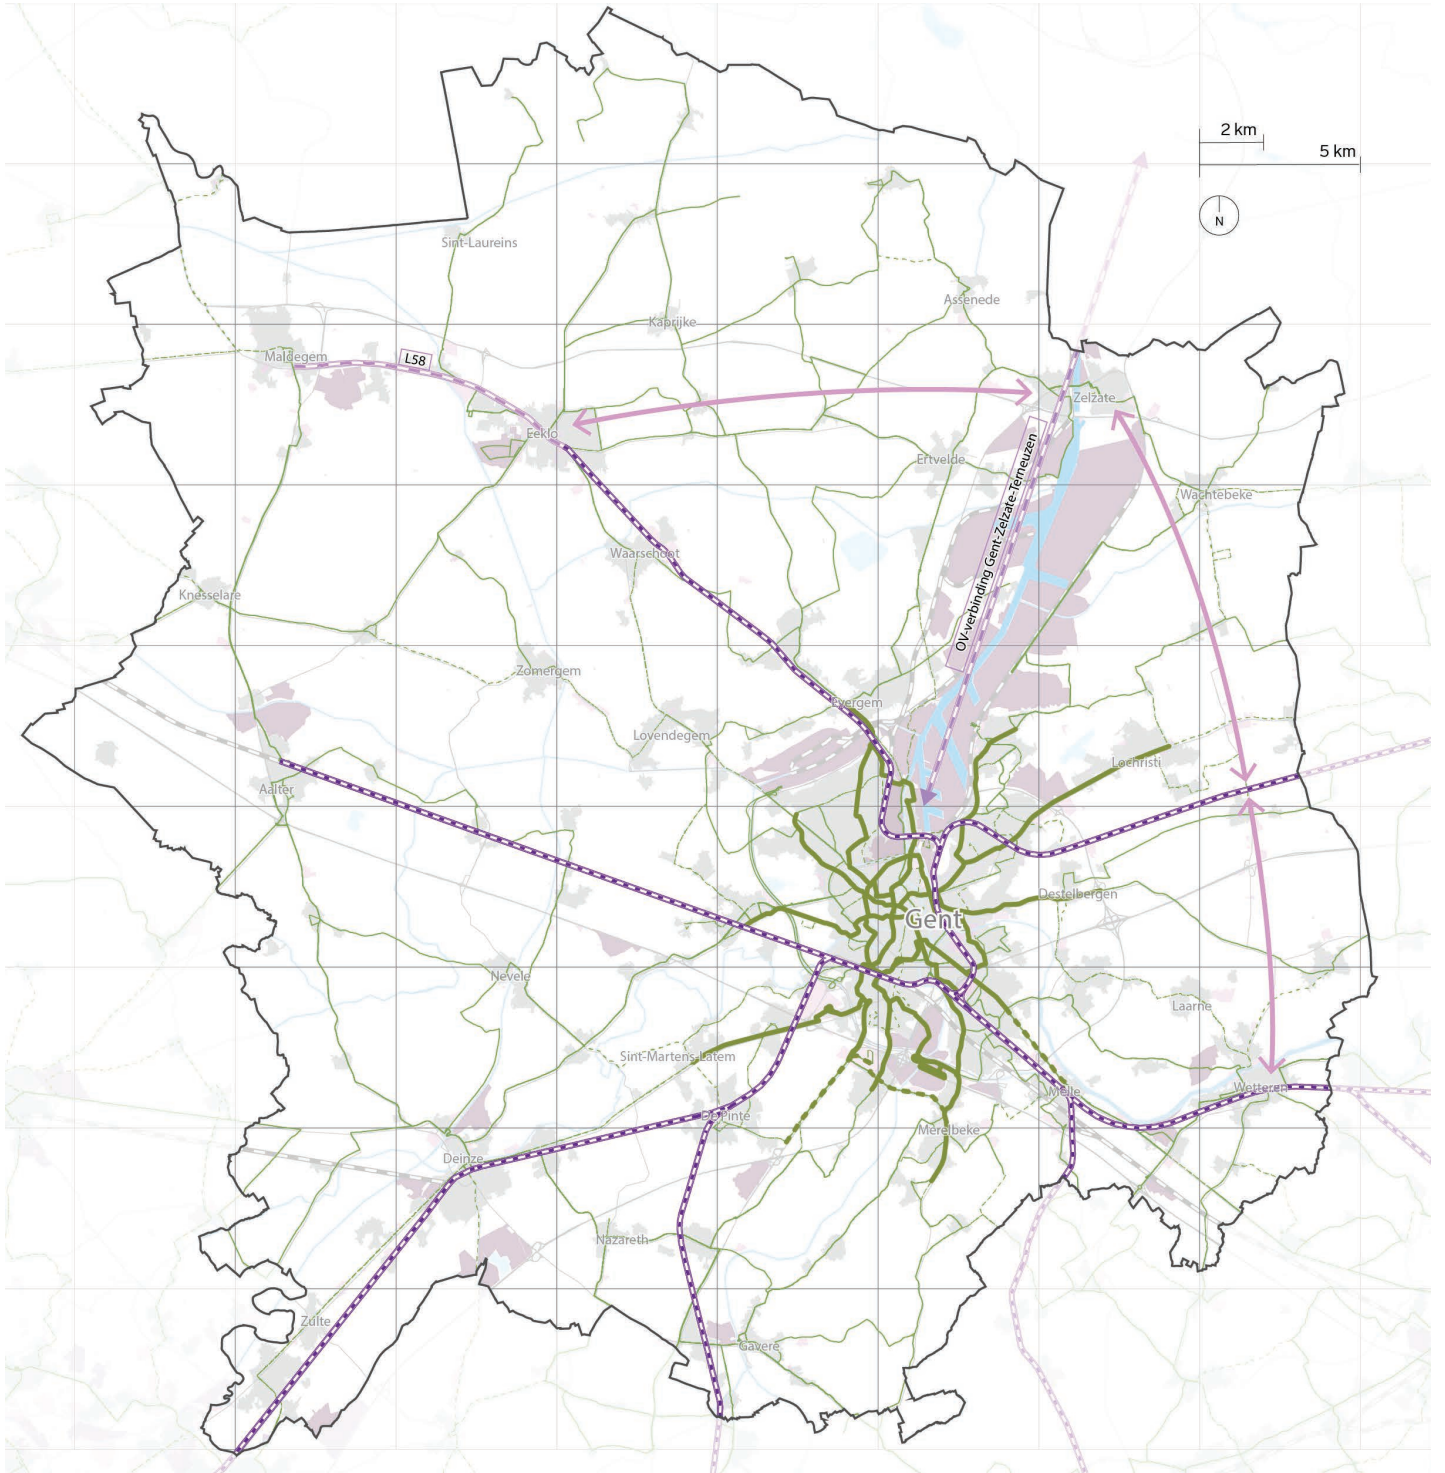 2 km
5 km
N
Sint-Laureins
Assenede
Kaprijke
Maldegem
L58
Zelzate
Eeklo
Ertvelde
OV-verbinding Gent-Zelzate-Terneuzen
Wachtebeke
Waarschoot
Knesselare
Zomergem
Evergem
Lovendegem
Lochristi
Aalter
Destelbergen
Gent
Nevele
Laarne
Sint-Martens-Latem
Wetteren
Melle
De Pinte
Merelbeke
Deinze
Nazareth
Zulte
Gavere